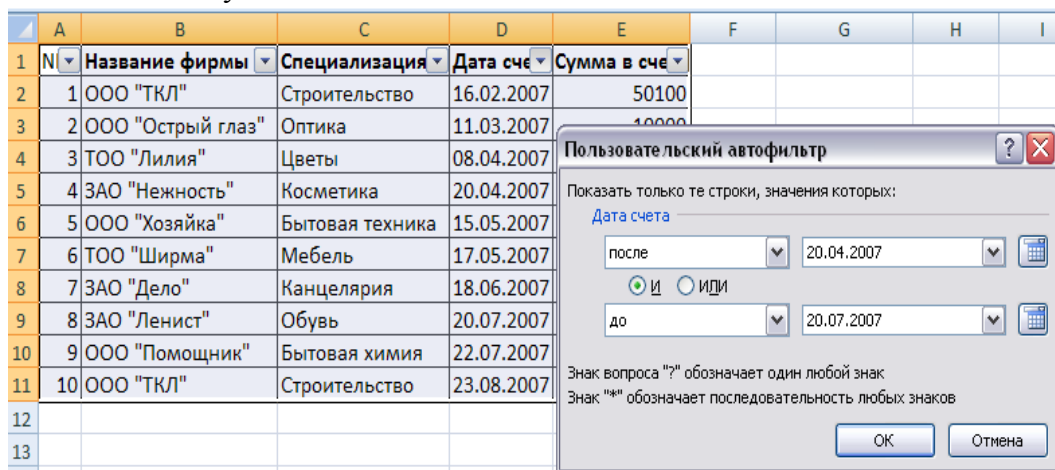 A B C D E F G H I
1 Название фирмы Специализация Дата сче Сумма в сче
2 1 ООО "ТКЛ" Строительство 16.02.2007 50100
3 2 ООО "Острый глаз" Оптика 11.03.2007 10000
4 3 ТОО "Лилия" Цветы 08.04.2007
5 4 ЗАО "Нежность" Косметика 20.04.2007
6 5 ООО "Хозяйка" Бытовая техника 15.05.2007
7 6 ТОО "Ширма" Мебель 17.05.2007
8 7 ЗАО "Дело" Канцелярия 18.06.2007
9 8 ЗАО "Ленист" Обувь 20.07.2007
10 9 ООО "Помощник" Бытовая химия 22.07.2007
11 10 ООО "ТКЛ" Строительство 23.08.2007
12
13
Пользовательский автофильтр
Показать только те строки, значения которых:
Дата счета
после 20.04.2007
И ИЛИ
до 20.07.2007
Знак вопроса "?" обозначает один любой знак
Знак "*" обозначает последовательность любых знаков
ОК Отмена